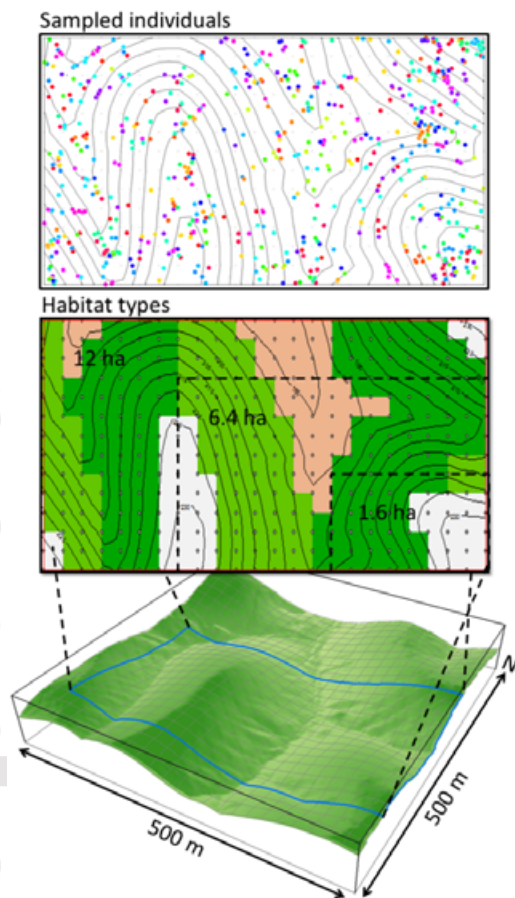 Sampled individuals
Habitat types
12 ha
6.4 ha
1.6 ha
N
500 m
500 m